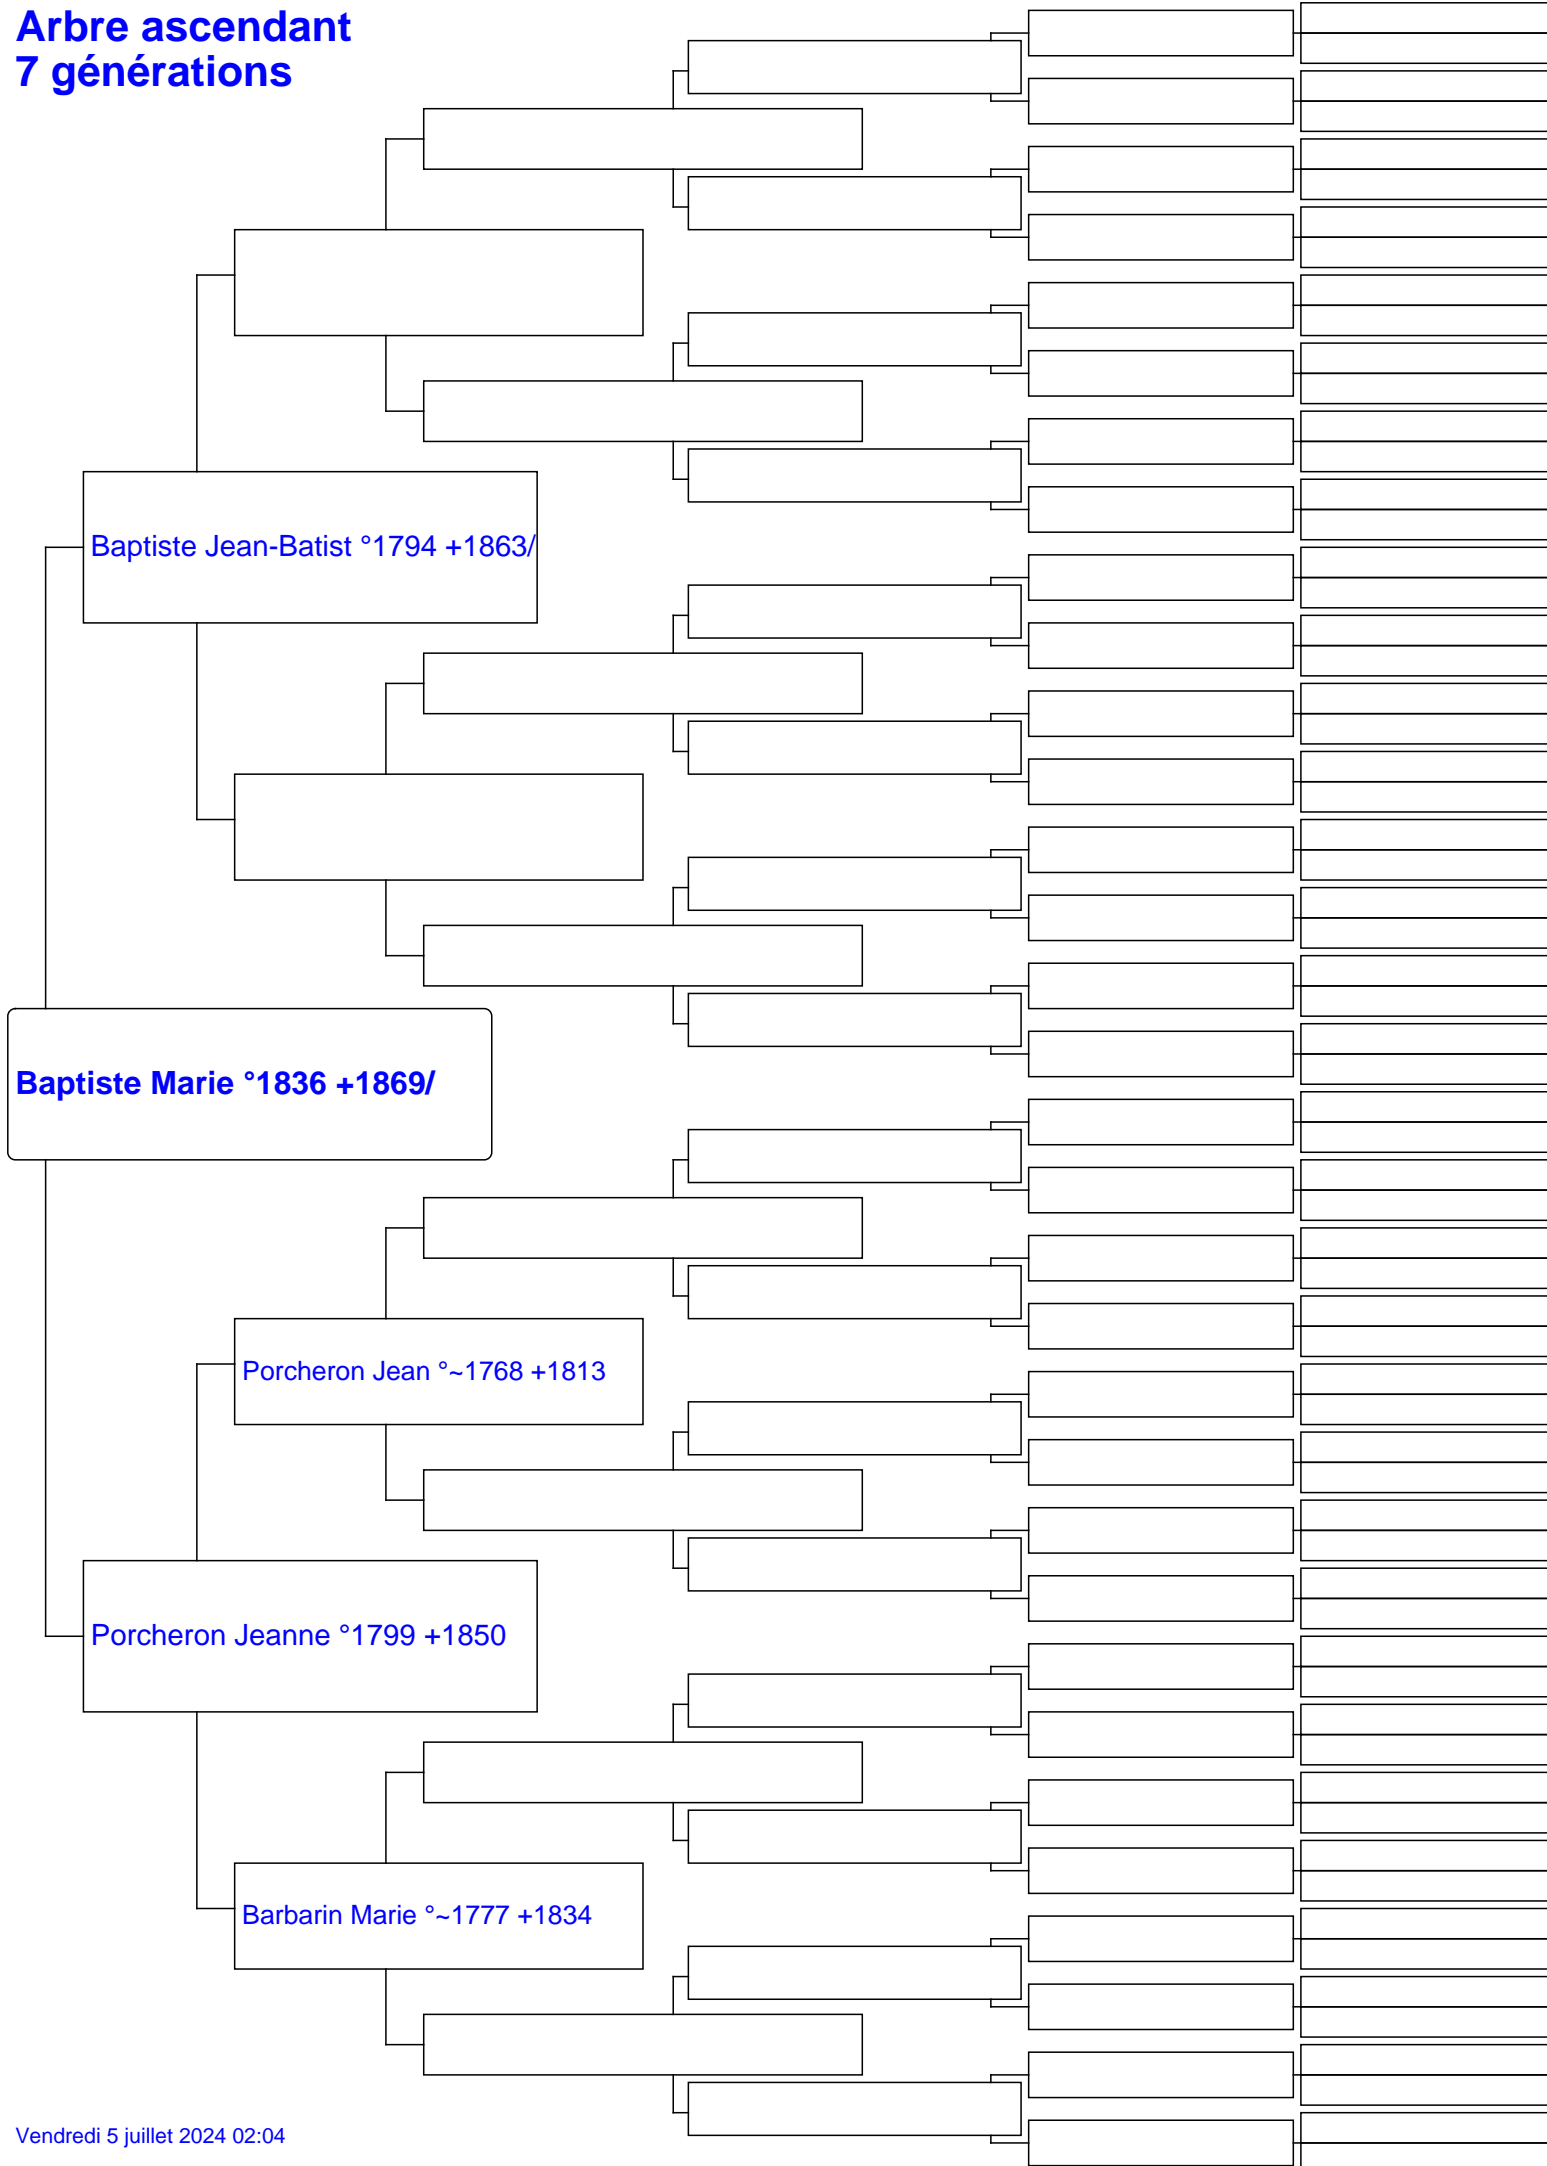 Arbre ascendant
7 générations
Baptiste Jean-Batist °1794 +1863/
Baptiste Marie °1836 +1869/
Porcheron Jean °~1768 +1813
Porcheron Jeanne °1799 +1850
Barbarin Marie °~1777 +1834
Vendredi 5 juillet 2024 02:04